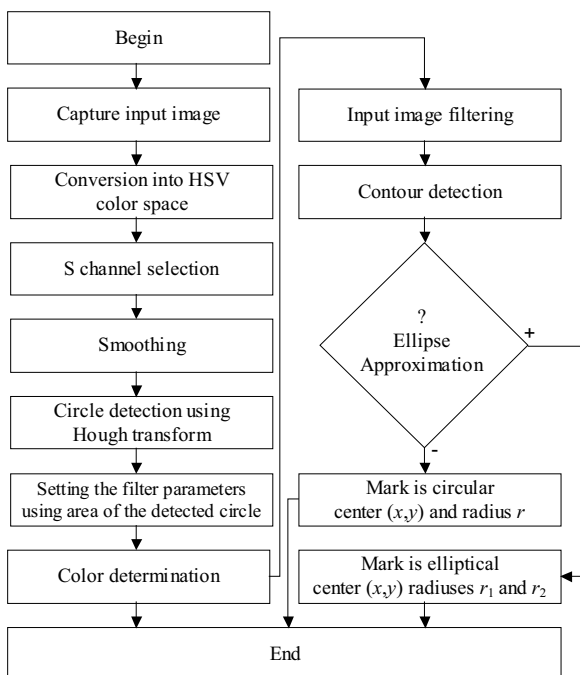 Begin
Capture input image
Conversion into HSV
color space
S channel selection
Smoothing
Circle detection using
Hough transform
Setting the filter parameters
using area of the detected circle
Color determination
Input image filtering
Contour detection
?
Ellipse
Approximation
+
-
Mark is circular
center (x,y) and radius r
Mark is elliptical
center (x,y) radiuses r₁ and r₂
End